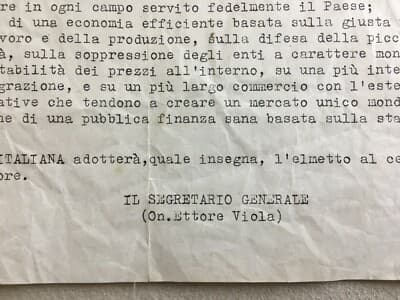 re in ogni campo servito fedelmente il Paese;
di una economia efficiente basata sulla giusta
voro e della produzione, sulla difesa della picc
à, sulla soppressione degli enti a carattere mon
tabilità dei prezzi all'interno, su una più inte
grazione, e su un più largo commercio con l'este
ative che tendono a creare un mercato unico mond
ne di una pubblica finanza sana basata sulla sta
ITALIANA adotterà,quale insegna, l'elmetto al ce
ore.
IL SEGRETARIO GENERALE
(On.Ettore Viola)